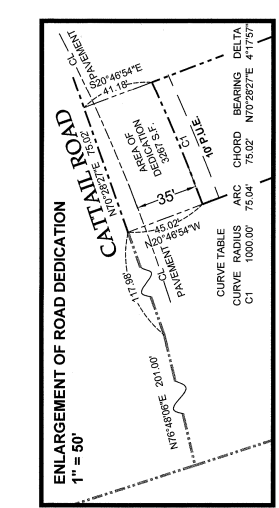 ENLARGEMENT OF ROAD DEDICATION
1" = 50'
CL
PAVEMENT
S20°46'54"E
41.18'
CATTAIL ROAD
N70°28'27"E 75.02'
AREA OF
DEDICATION
3261 S.F.
35'
C1
10' P.U.E.
45.02'
N20°46'54"W
CL
PAVEMENT
117.98'
N76°48'06"E 201.00'
CURVE TABLE
CURVE RADIUS ARC CHORD BEARING DELTA
C1 1000.00' 75.04' 75.02' N70°28'27"E 4°17'57"